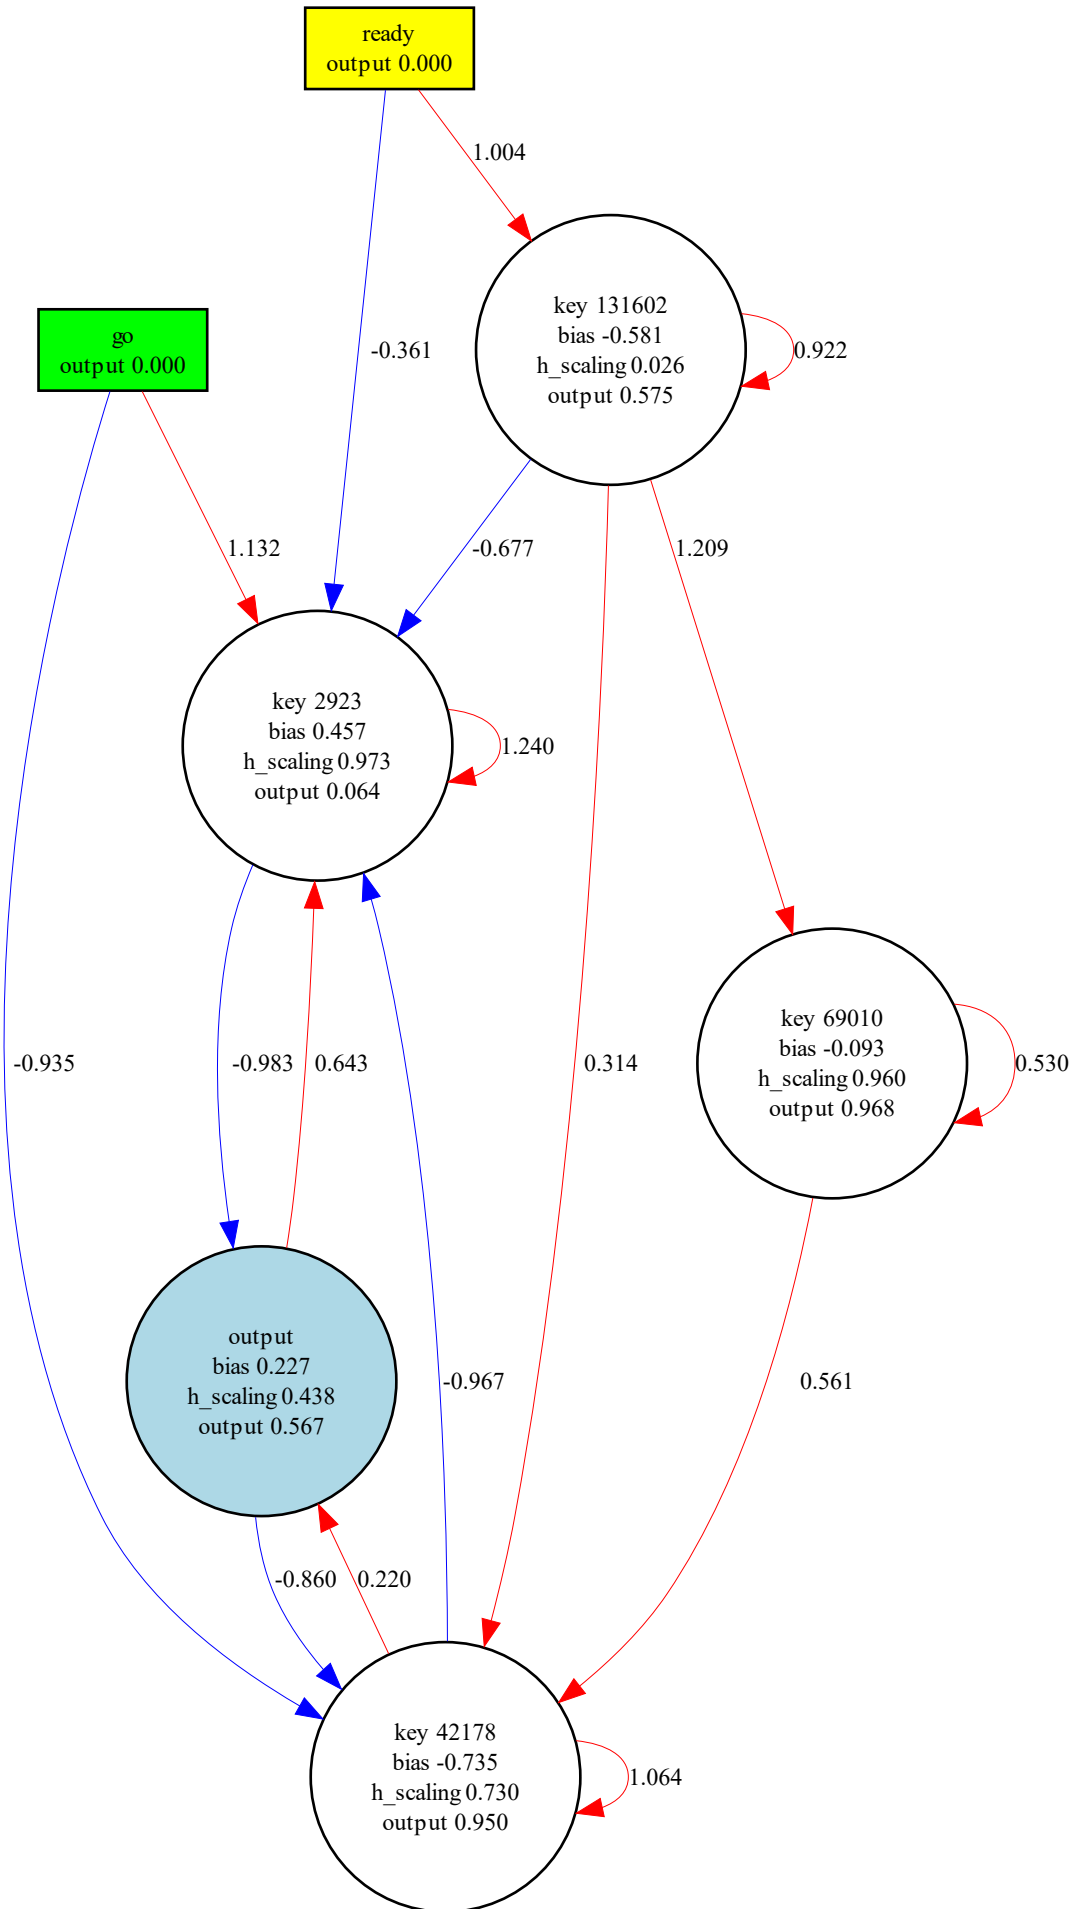 ready
output 0.000
1.004
key 131602
bias -0.581
h_scaling 0.026
output 0.575
0.922
go
output 0.000
-0.361
1.132
-0.677
1.209
key 2923
bias 0.457
h_scaling 0.973
output 0.064
1.240
-0.935
-0.983
0.643
0.314
key 69010
bias -0.093
h_scaling 0.960
output 0.968
0.530
output
bias 0.227
h_scaling 0.438
output 0.567
-0.967
0.561
-0.860
0.220
key 42178
bias -0.735
h_scaling 0.730
output 0.950
1.064